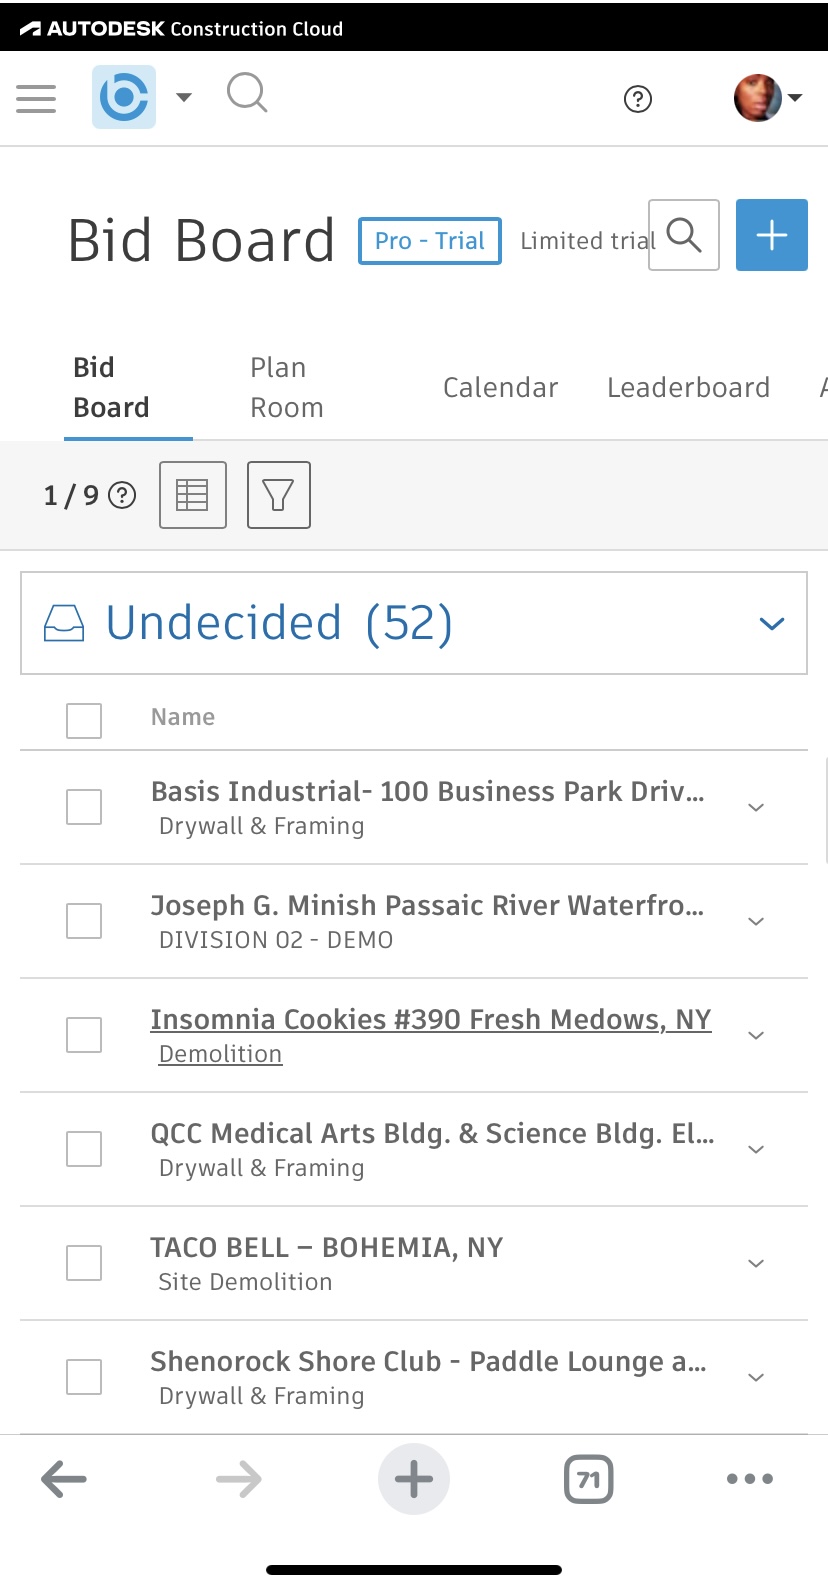 AUTODESK Construction Cloud
Bid Board
Pro - Trial
Limited trial
Bid Board
Plan Room
Calendar
Leaderboard
A
1 / 9
Undecided (52)
Name
Basis Industrial- 100 Business Park Driv...
Drywall & Framing
Joseph G. Minish Passaic River Waterfro...
DIVISION 02 - DEMO
Insomnia Cookies #390 Fresh Medows, NY
Demolition
QCC Medical Arts Bldg. & Science Bldg. El...
Drywall & Framing
TACO BELL – BOHEMIA, NY
Site Demolition
Shenorock Shore Club - Paddle Lounge a...
Drywall & Framing
71